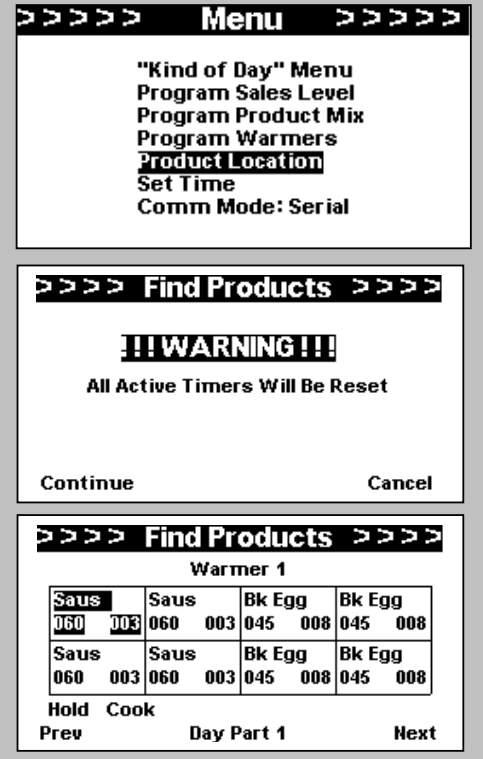 > > > > > Menu > > > > >
"Kind of Day" Menu
Program Sales Level
Program Product Mix
Program Warmers
Product Location
Set Time
Comm Mode: Serial
> > > > Find Products > > > >
!!! WARNING !!!
All Active Timers Will Be Reset
Continue Cancel
> > > > Find Products > > > >
Warmer 1
Saus Saus Bk Egg Bk Egg
060 003 060 003 045 008 045 008
Saus Saus Bk Egg Bk Egg
060 003 060 003 045 008 045 008
Hold Cook
Prev Day Part 1 Next